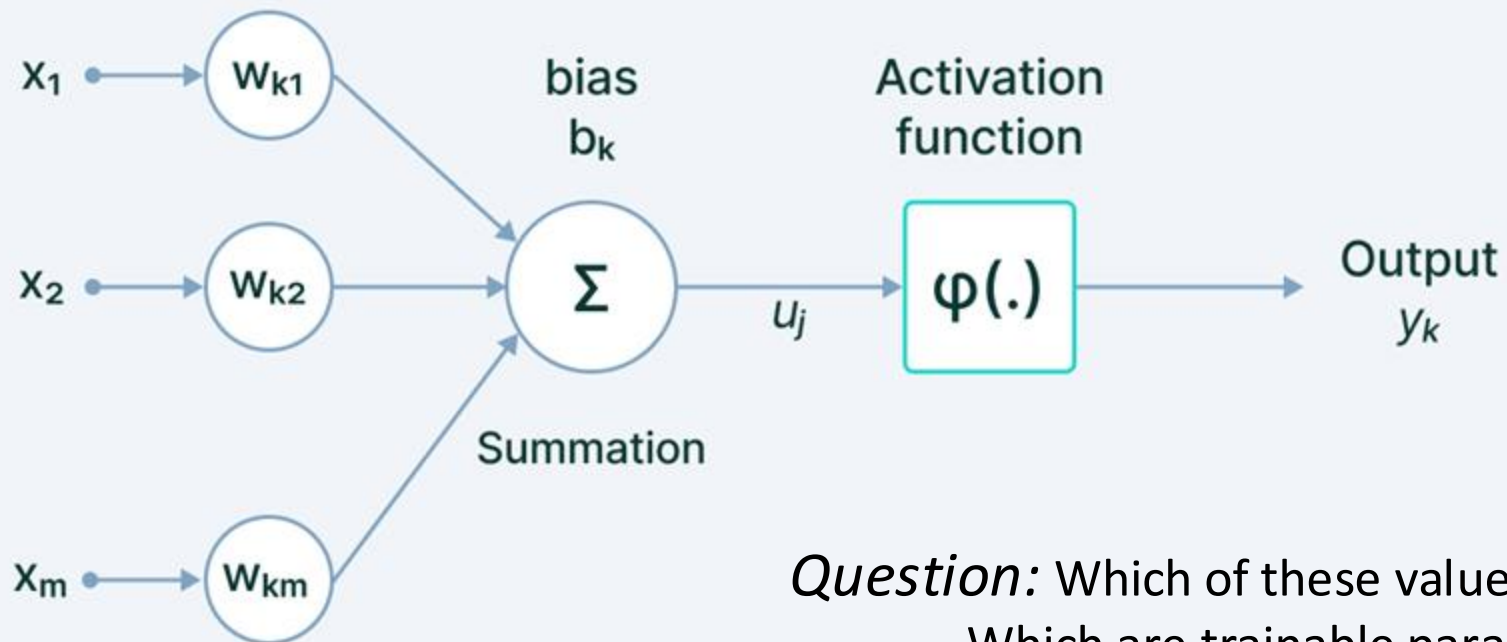 x₁
wₖ₁
bias
bₖ
Activation
function
x₂
wₖ₂
Σ
uⱼ
φ(.)
Output
yₖ
Summation
xₘ
wₖₘ
Question: Which of these value
Which are trainable para